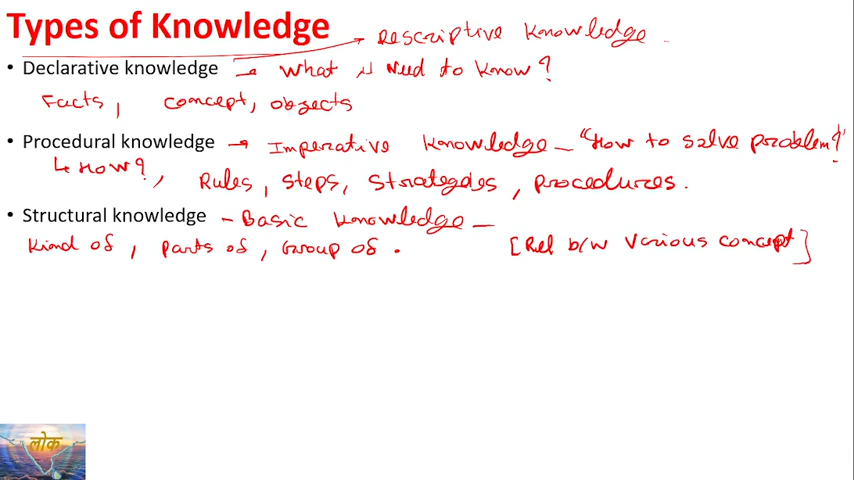 Types of Knowledge → Rescriptive Knowledge
• Declarative knowledge → What is Need to Know?
Facts, concept, objects
• Procedural knowledge → Imperative Knowledge - "How to solve problem?"
↳ How?, Rules, steps, strategies, procedures.
• Structural knowledge - Basic Knowledge -
Kind of, parts of, Group of. [Rel b/w various concept]
लोक